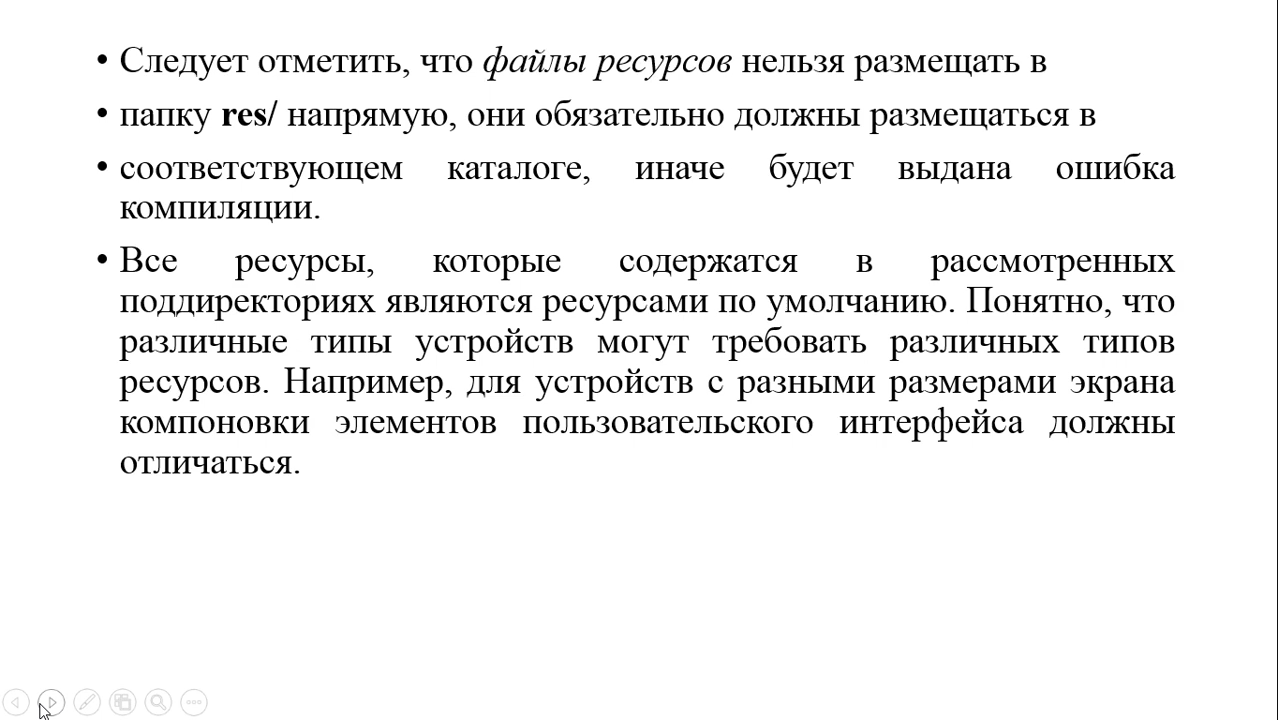 • Следует отметить, что файлы ресурсов нельзя размещать в
• папку res/ напрямую, они обязательно должны размещаться в
• соответствующем каталоге, иначе будет выдана ошибка
компиляции.
• Все ресурсы, которые содержатся в рассмотренных
поддиректориях являются ресурсами по умолчанию. Понятно, что
различные типы устройств могут требовать различных типов
ресурсов. Например, для устройств с разными размерами экрана
компоновки элементов пользовательского интерфейса должны
отличаться.